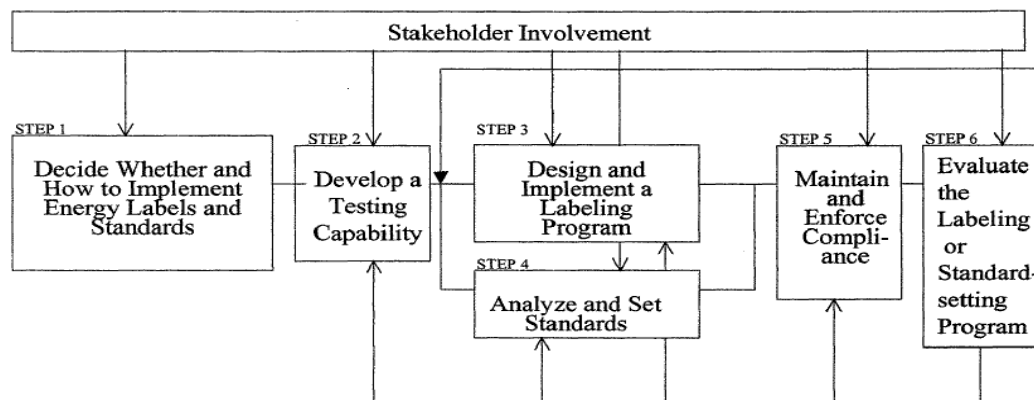 Stakeholder Involvement
STEP 1
Decide Whether and
How to Implement
Energy Labels and
Standards
STEP 2
Develop a
Testing
Capability
STEP 3
Design and
Implement a
Labeling
Program
STEP 4
Analyze and Set
Standards
STEP 5
Maintain
and
Enforce
Compli-
ance
STEP 6
Evaluate
the
Labeling
or
Standard-
setting
Program